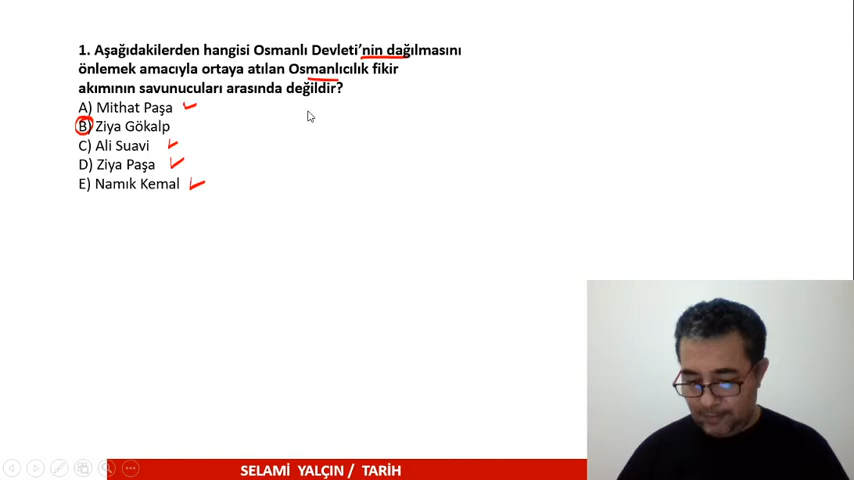 1. Aşağıdakilerden hangisi Osmanlı Devleti'nin dağılmasını
önlemek amacıyla ortaya atılan Osmanlıcılık fikir
akımının savunucuları arasında değildir?
A) Mithat Paşa
B) Ziya Gökalp
C) Ali Suavi
D) Ziya Paşa
E) Namık Kemal
SELAMİ YALÇIN / TARİH